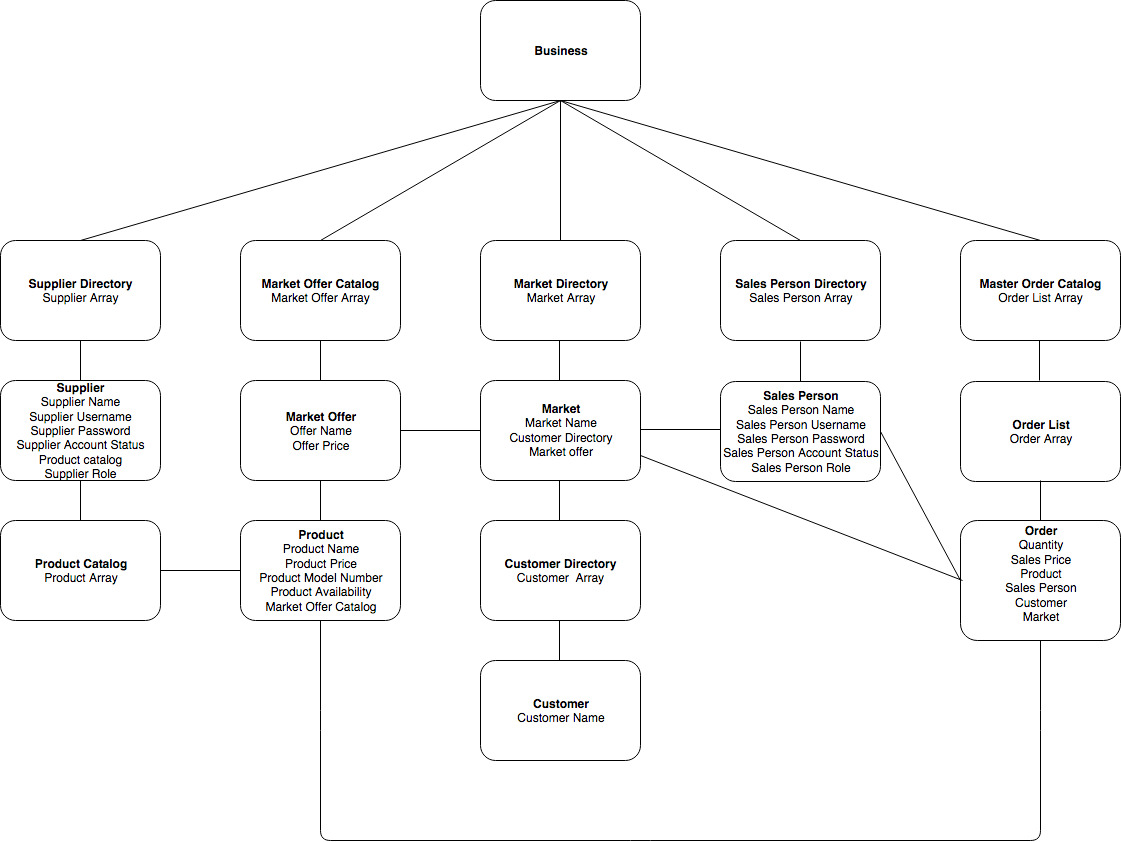 Business
Supplier Directory
Supplier Array
Market Offer Catalog
Market Offer Array
Market Directory
Market Array
Sales Person Directory
Sales Person Array
Master Order Catalog
Order List Array
Supplier
Supplier Name
Supplier Username
Supplier Password
Supplier Account Status
Product catalog
Supplier Role
Market Offer
Offer Name
Offer Price
Market
Market Name
Customer Directory
Market offer
Sales Person
Sales Person Name
Sales Person Username
Sales Person Password
Sales Person Account Status
Sales Person Role
Order List
Order Array
Product Catalog
Product Array
Product
Product Name
Product Price
Product Model Number
Product Availability
Market Offer Catalog
Customer Directory
Customer  Array
Order
Quantity
Sales Price
Product
Sales Person
Customer
Market
Customer
Customer Name